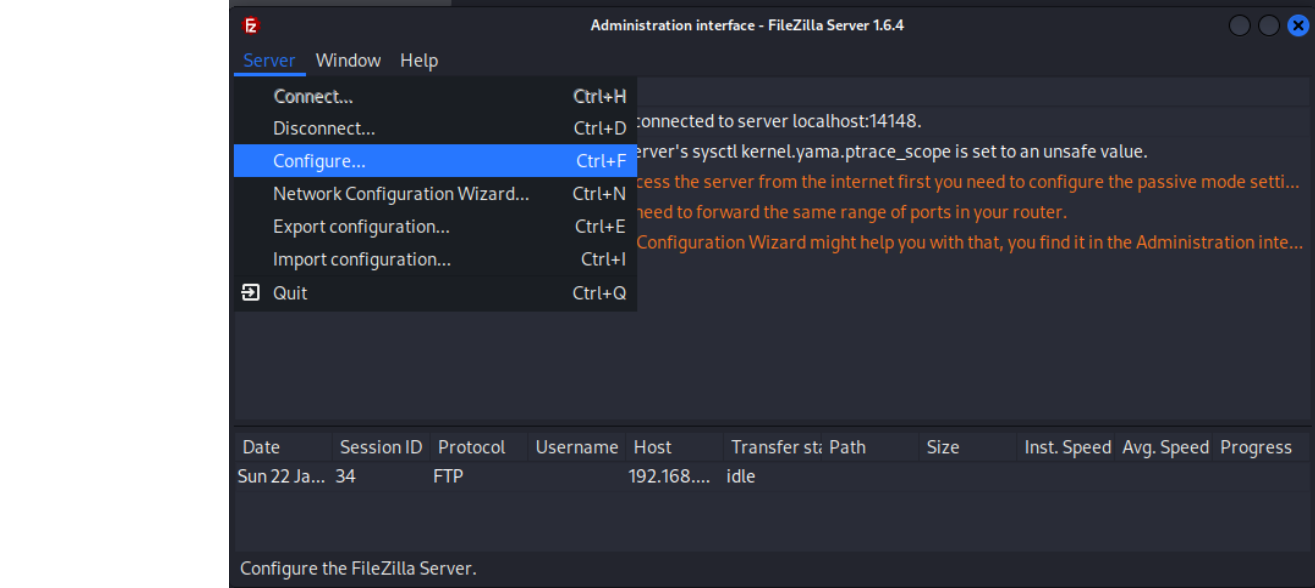 Administration interface - FileZilla Server 1.6.4
Server Window Help
Connect... Ctrl+H
Disconnect... Ctrl+D
Configure... Ctrl+F
Network Configuration Wizard... Ctrl+N
Export configuration... Ctrl+E
Import configuration... Ctrl+I
Quit Ctrl+Q
connected to server localhost:14148.
erver's sysctl kernel.yama.ptrace_scope is set to an unsafe value.
cess the server from the internet first you need to configure the passive mode setti...
need to forward the same range of ports in your router.
Configuration Wizard might help you with that, you find it in the Administration inte...
Date Session ID Protocol Username Host Transfer sta Path Size Inst. Speed Avg. Speed Progress
Sun 22 Ja... 34 FTP 192.168.... idle
Configure the FileZilla Server.